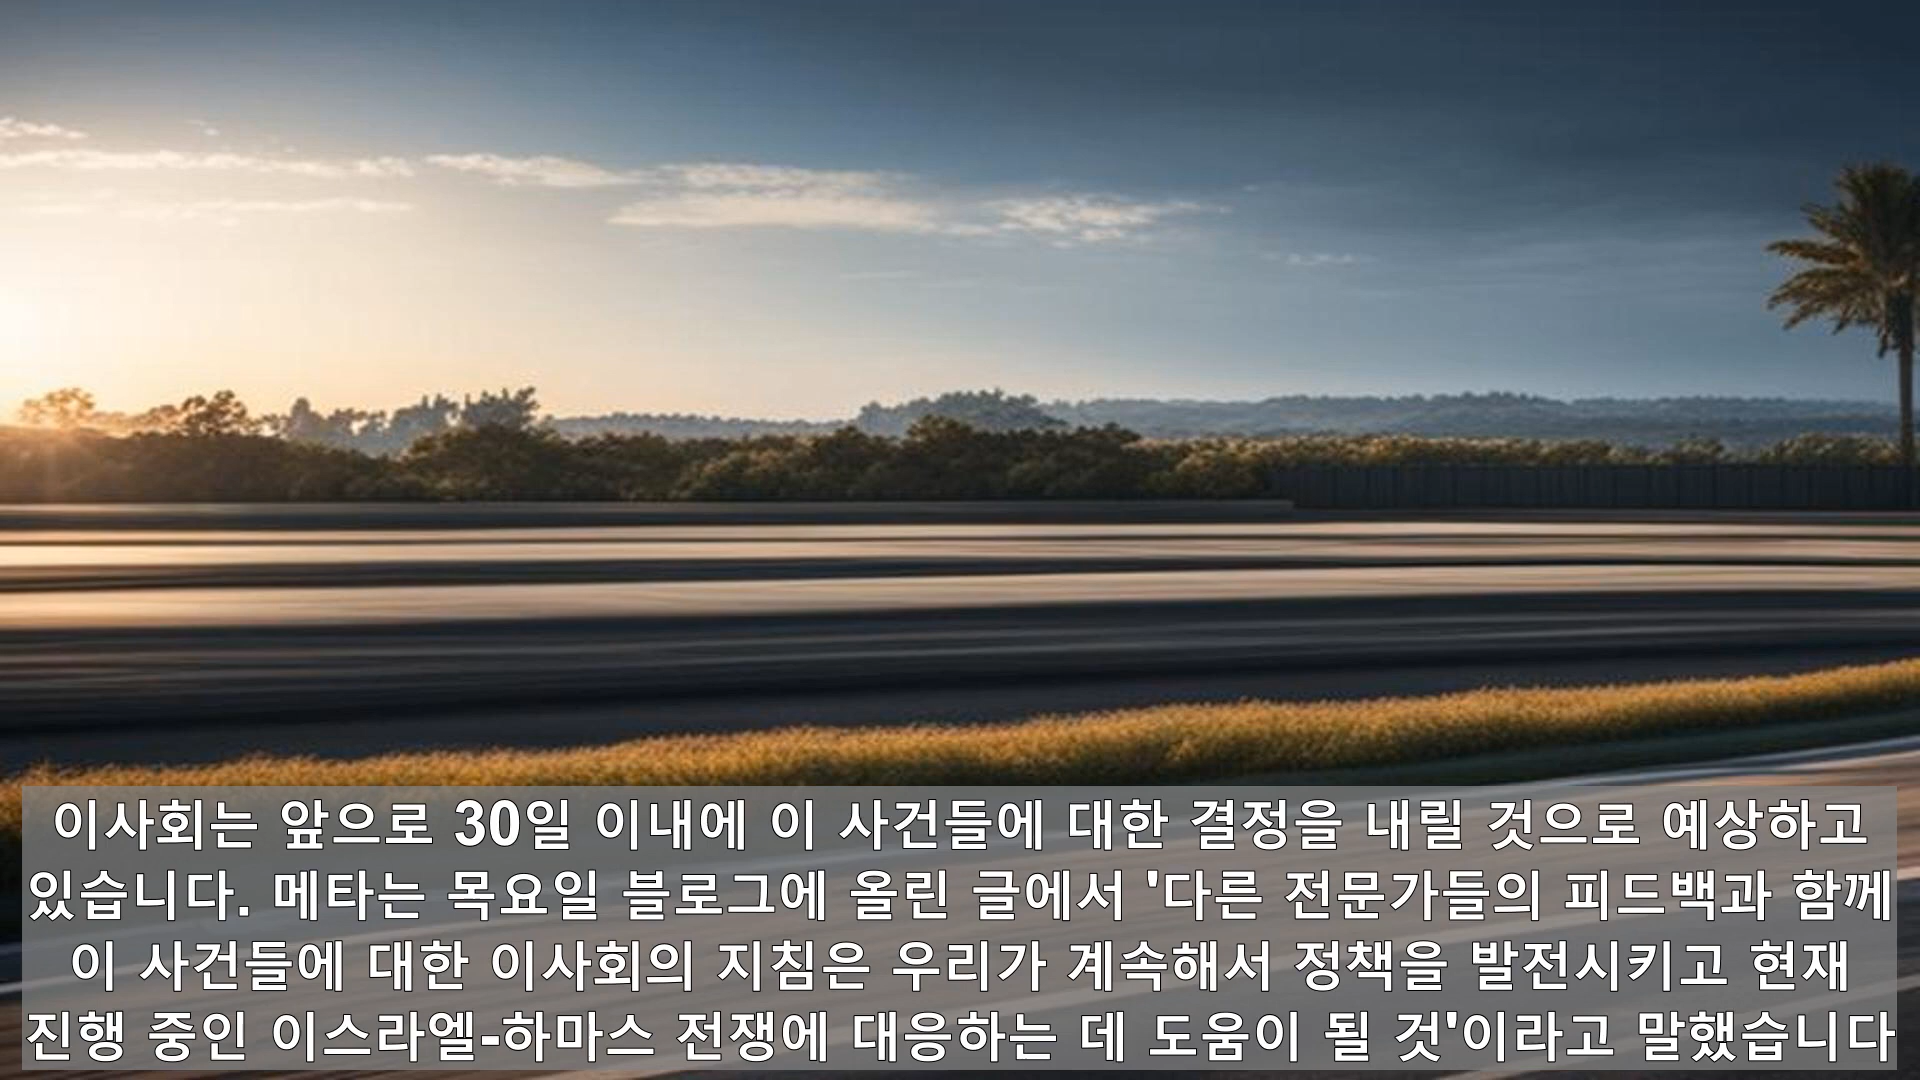 이사회는 앞으로 30일 이내에 이 사건들에 대한 결정을 내릴 것으로 예상하고
있습니다. 메타는 목요일 블로그에 올린 글에서 '다른 전문가들의 피드백과 함께
이 사건들에 대한 이사회의 지침은 우리가 계속해서 정책을 발전시키고 현재
진행 중인 이스라엘-하마스 전쟁에 대응하는 데 도움이 될 것'이라고 말했습니다